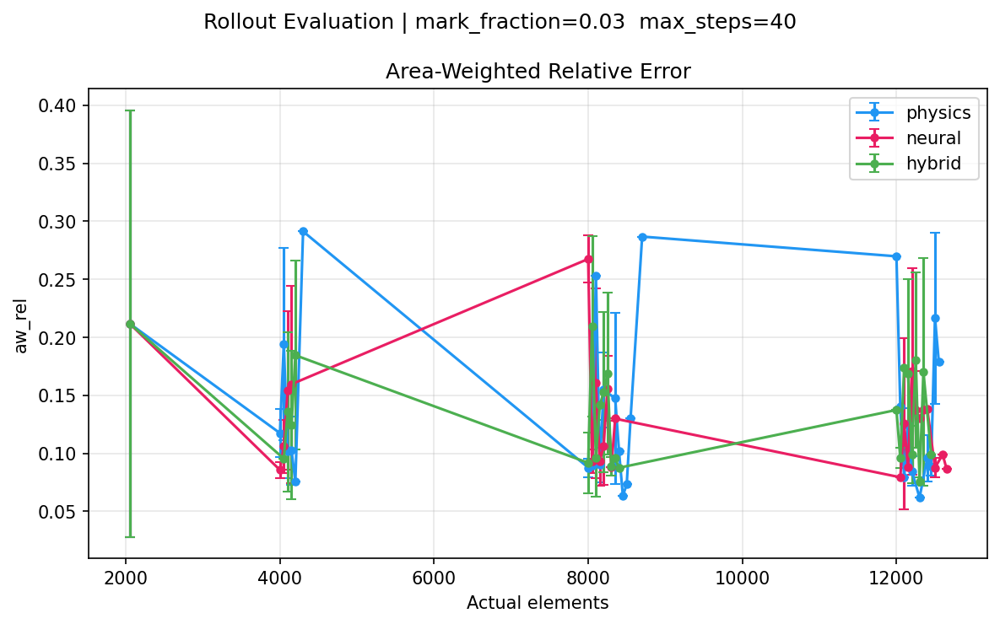 Rollout Evaluation | mark_fraction=0.03  max_steps=40
Area-Weighted Relative Error
physics
neural
hybrid
aw_rel
0.40
0.35
0.30
0.25
0.20
0.15
0.10
0.05
2000
4000
6000
8000
10000
12000
Actual elements